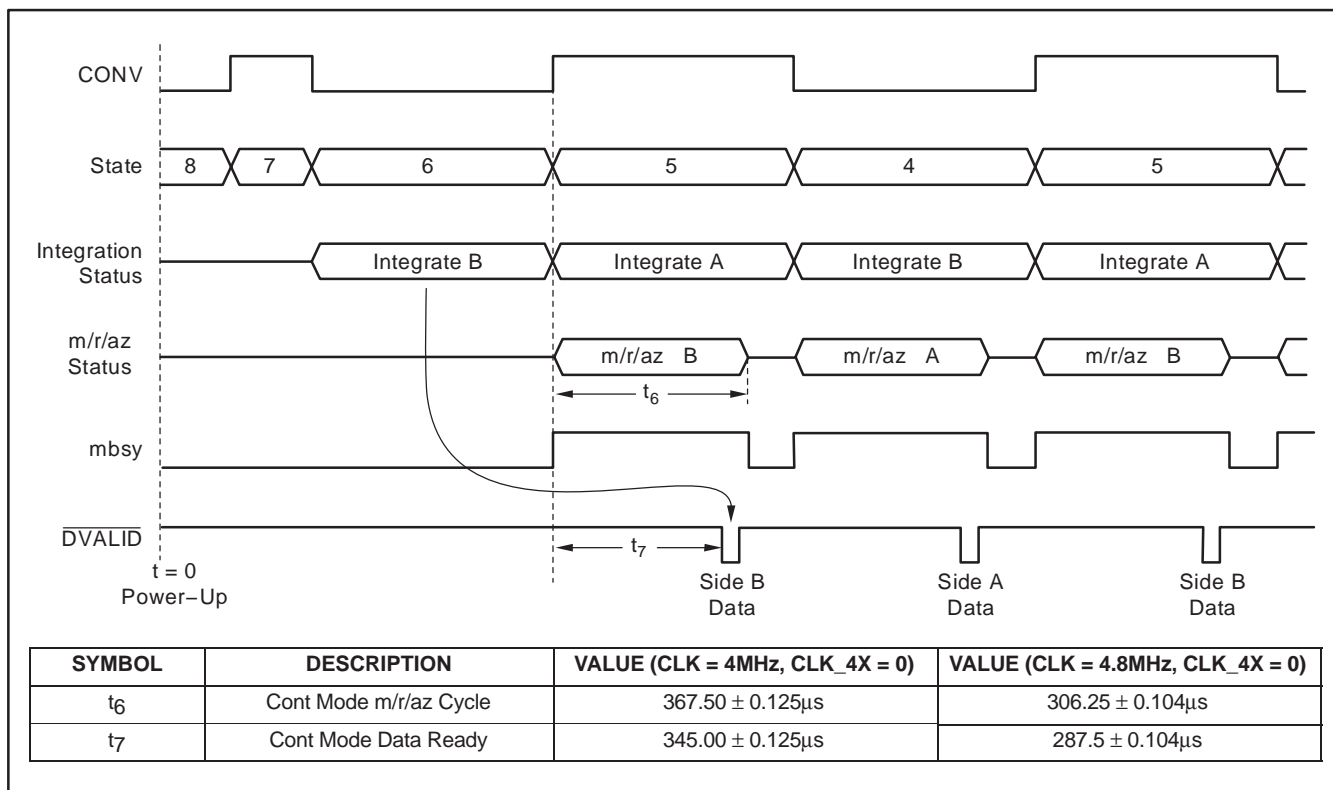 CONV
State
8 7 6 5 4 5
Integration
Status
Integrate B Integrate A Integrate B Integrate A
m/r/az
Status
m/r/az B m/r/az A m/r/az B
t6
mbsy
DVALID
t7
t = 0
Power–Up
Side B
Data
Side A
Data
Side B
Data
SYMBOL DESCRIPTION VALUE (CLK = 4MHz, CLK_4X = 0) VALUE (CLK = 4.8MHz, CLK_4X = 0)
t6 Cont Mode m/r/az Cycle 367.50 ± 0.125μs 306.25 ± 0.104μs
t7 Cont Mode Data Ready 345.00 ± 0.125μs 287.5 ± 0.104μs